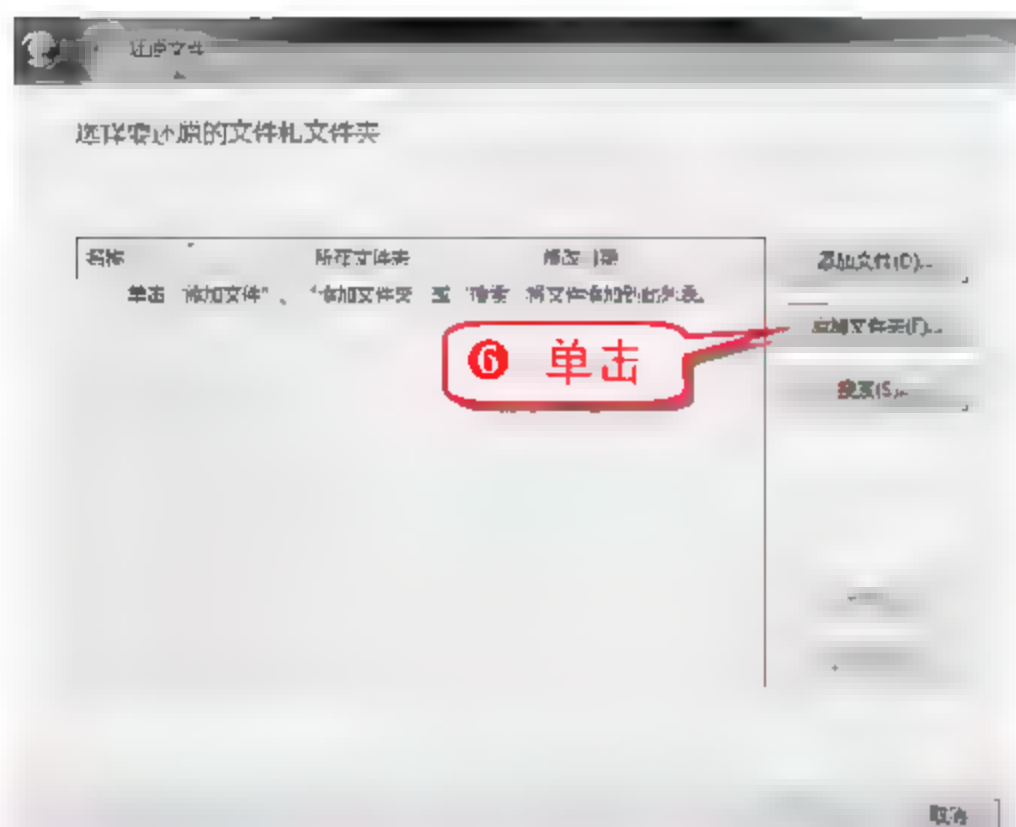 还原文件
选择要还原的文件和文件夹
名称 所在文件夹 修改日期
单击“添加文件”、“添加文件夹”或“搜索”将文件添加到此列表。
添加文件(D)...
添加文件夹(F)...
❻ 单击
搜索(S)...
取消